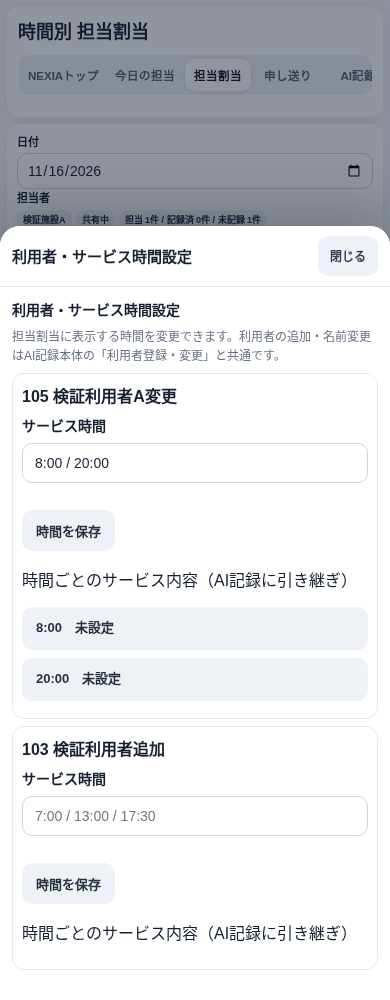 時間別 担当割当
NEXIAトップ 今日の担当 担当割当 申し送り AI記録
日付
11/16/2026
担当者
検証施設A 共有中 担当 1件 / 記録済 0件 / 未記録 1件
利用者・サービス時間設定 閉じる
利用者・サービス時間設定
担当割当に表示する時間を変更できます。利用者の追加・名前変更
はAI記録本体の「利用者登録・変更」と共通です。
105 検証利用者A変更
サービス時間
8:00 / 20:00
時間を保存
時間ごとのサービス内容（AI記録に引き継ぎ）
8:00 未設定
20:00 未設定
103 検証利用者追加
サービス時間
7:00 / 13:00 / 17:30
時間を保存
時間ごとのサービス内容（AI記録に引き継ぎ）